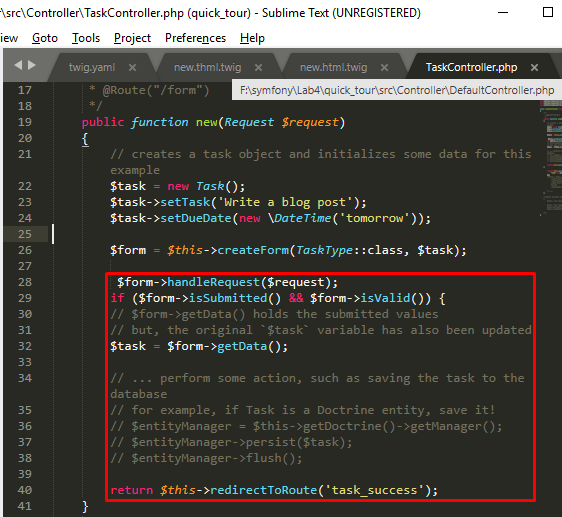 \src\Controller\TaskController.php (quick_tour) - Sublime Text (UNREGISTERED)
iew Goto Tools Project Preferences Help
twig.yaml × new.thml.twig × new.html.twig × TaskController.php ×
F:\symfony\Lab4\quick_tour\src\Controller\DefaultController.php
17 * @Route("/form")
18 */
19 public function new(Request $request)
20 {
21 // creates a task object and initializes some data for this
example
22 $task = new Task();
23 $task->setTask('Write a blog post');
24 $task->setDueDate(new \DateTime('tomorrow'));
25
26 $form = $this->createForm(TaskType::class, $task);
27
28 $form->handleRequest($request);
29 if ($form->isSubmitted() && $form->isValid()) {
30 // $form->getData() holds the submitted values
31 // but, the original `$task` variable has also been updated
32 $task = $form->getData();
33
34 // ... perform some action, such as saving the task to the
database
35 // for example, if Task is a Doctrine entity, save it!
36 // $entityManager = $this->getDoctrine()->getManager();
37 // $entityManager->persist($task);
38 // $entityManager->flush();
39
40 return $this->redirectToRoute('task_success');
41 }